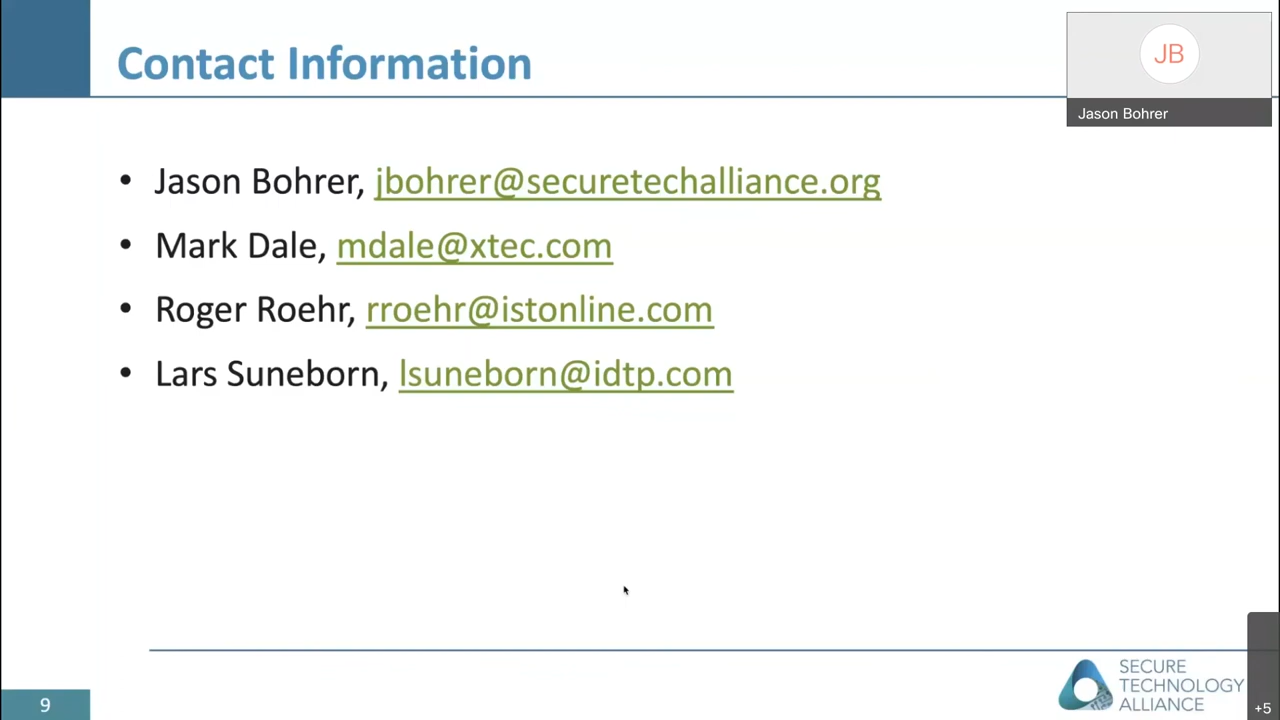 Contact Information
JB
Jason Bohrer
• Jason Bohrer, jbohrer@securetechalliance.org
• Mark Dale, mdale@xtec.com
• Roger Roehr, rroehr@istonline.com
• Lars Suneborn, lsuneborn@idtp.com
9
SECURE
TECHNOLOGY
ALLIANCE
+5